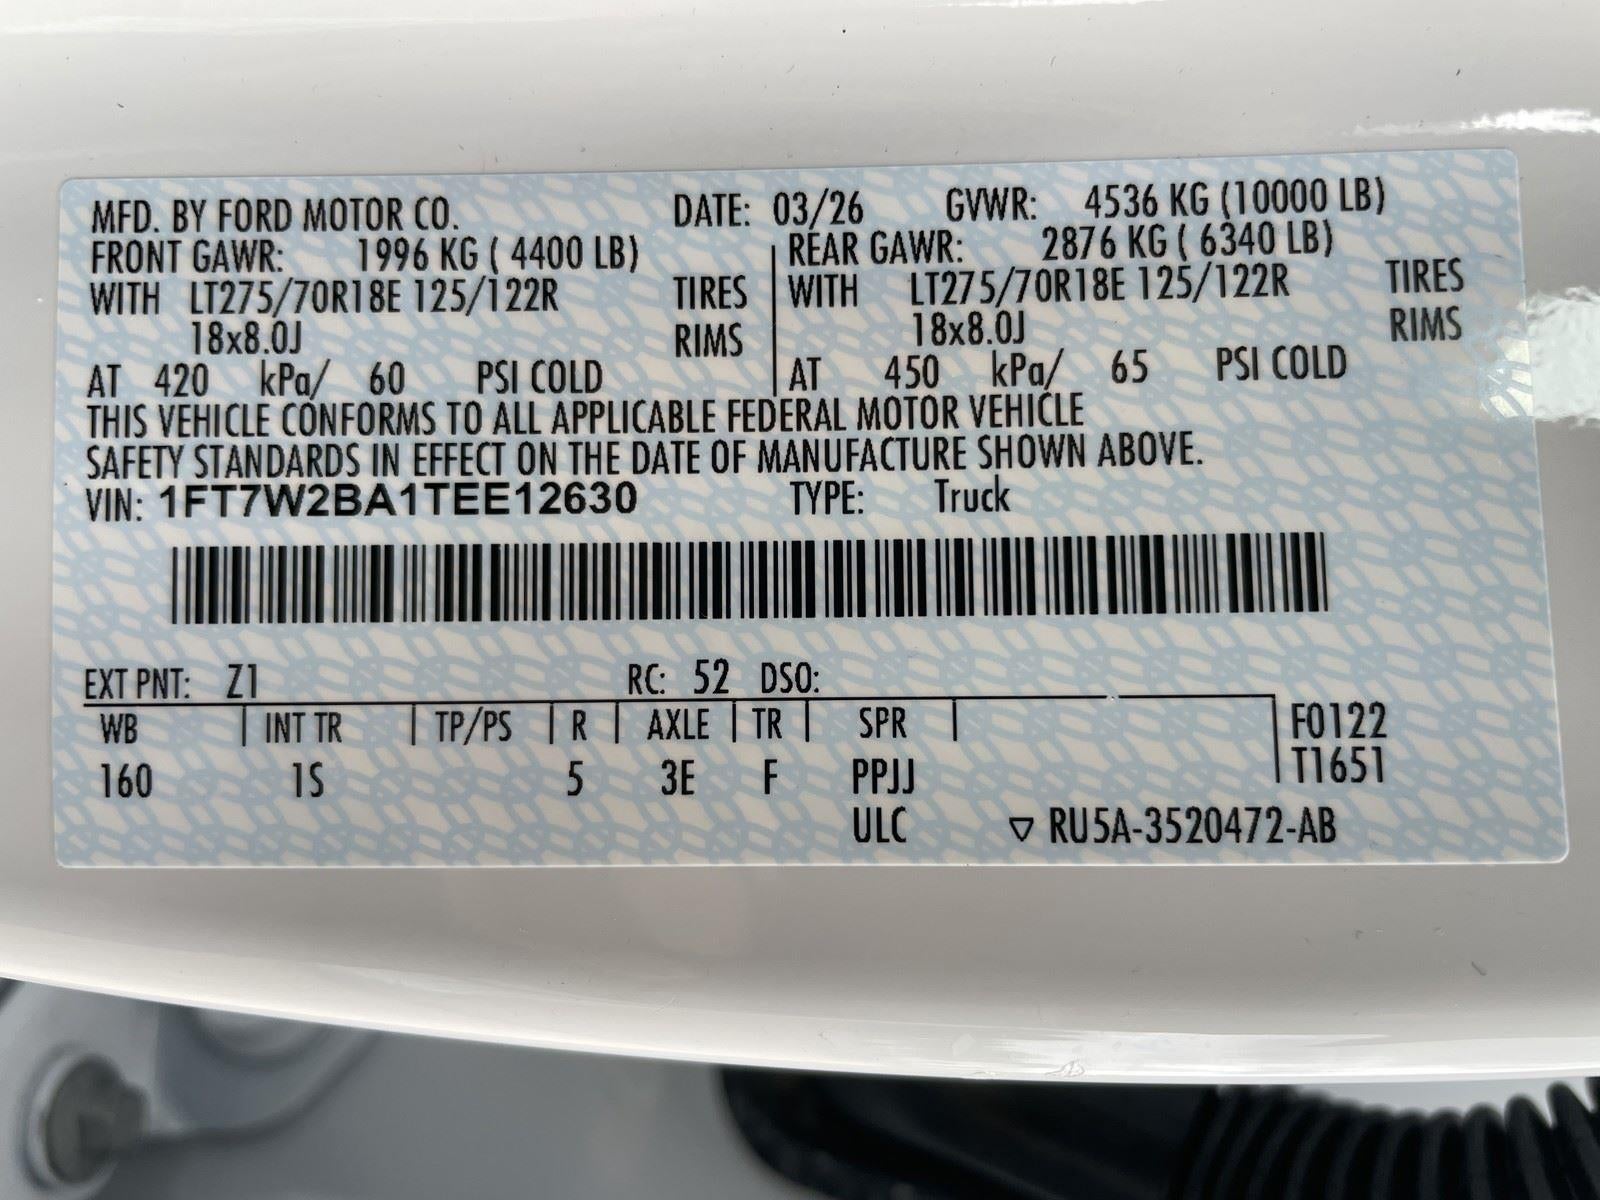 MFD. BY FORD MOTOR CO. DATE: 03/26 GVWR: 4536 KG (10000 LB)
FRONT GAWR: 1996 KG ( 4400 LB) REAR GAWR: 2876 KG ( 6340 LB)
WITH LT275/70R18E 125/122R TIRES WITH LT275/70R18E 125/122R TIRES
18x8.0J RIMS 18x8.0J RIMS
AT 420 kPa/ 60 PSI COLD AT 450 kPa/ 65 PSI COLD
THIS VEHICLE CONFORMS TO ALL APPLICABLE FEDERAL MOTOR VEHICLE
SAFETY STANDARDS IN EFFECT ON THE DATE OF MANUFACTURE SHOWN ABOVE.
VIN: 1FT7W2BA1TEE12630 TYPE: Truck
EXT PNT: Z1 RC: 52 DSO:
WB INT TR TP/PS R AXLE TR SPR F0122
160 1S 5 3E F PPJJ T1651
ULC ▽ RU5A-3520472-AB